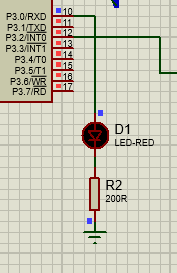 P3.0/RXD 10
P3.1/TXD 11
P3.2/INT0 12
P3.3/INT1 13
P3.4/T0 14
P3.5/T1 15
P3.6/WR 16
P3.7/RD 17
D1
LED-RED
R2
200R